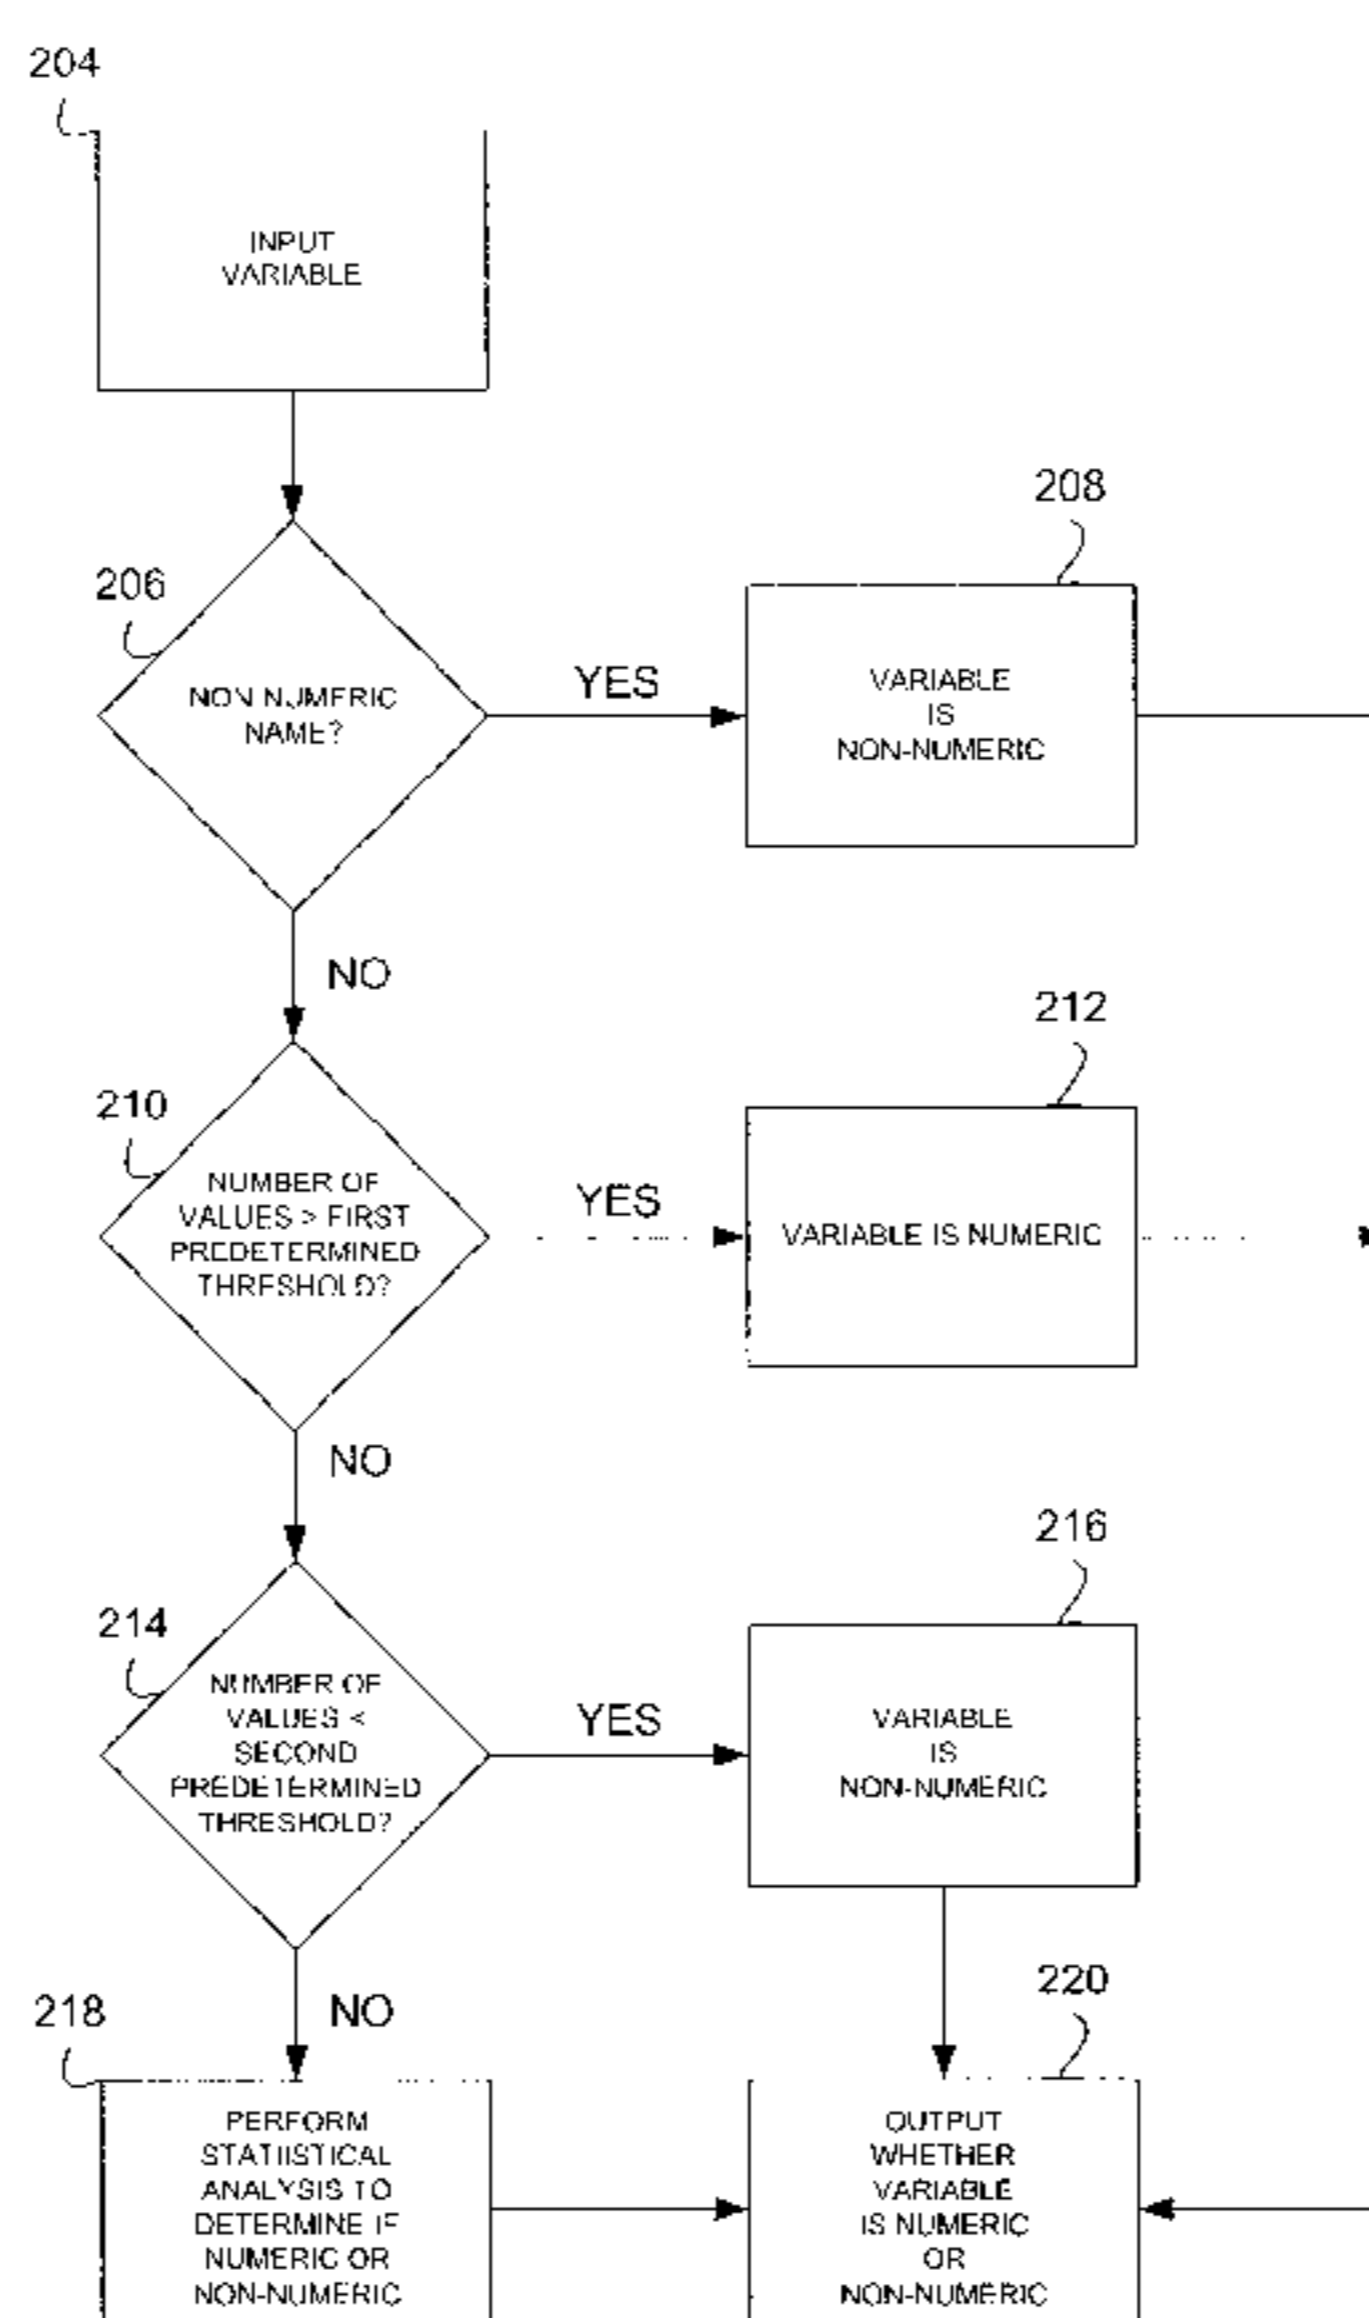 204
INPUT
VARIABLE
206
NON NUMERIC
NAME?
YES
208
VARIABLE
IS
NON-NUMERIC
NO
210
NUMBER OF
VALUES > FIRST
PREDETERMINED
THRESHOLD?
YES
212
VARIABLE IS NUMERIC
NO
214
NUMBER OF
VALUES <
SECOND
PREDETERMINED
THRESHOLD?
YES
216
VARIABLE
IS
NON-NUMERIC
NO
218
PERFORM
STATIISTICAL
ANALYSIS TO
DETERMINE IF
NUMERIC OR
NON-NUMERIC
220
OUTPUT
WHETHER
VARIABLE
IS NUMERIC
OR
NON-NUMERIC